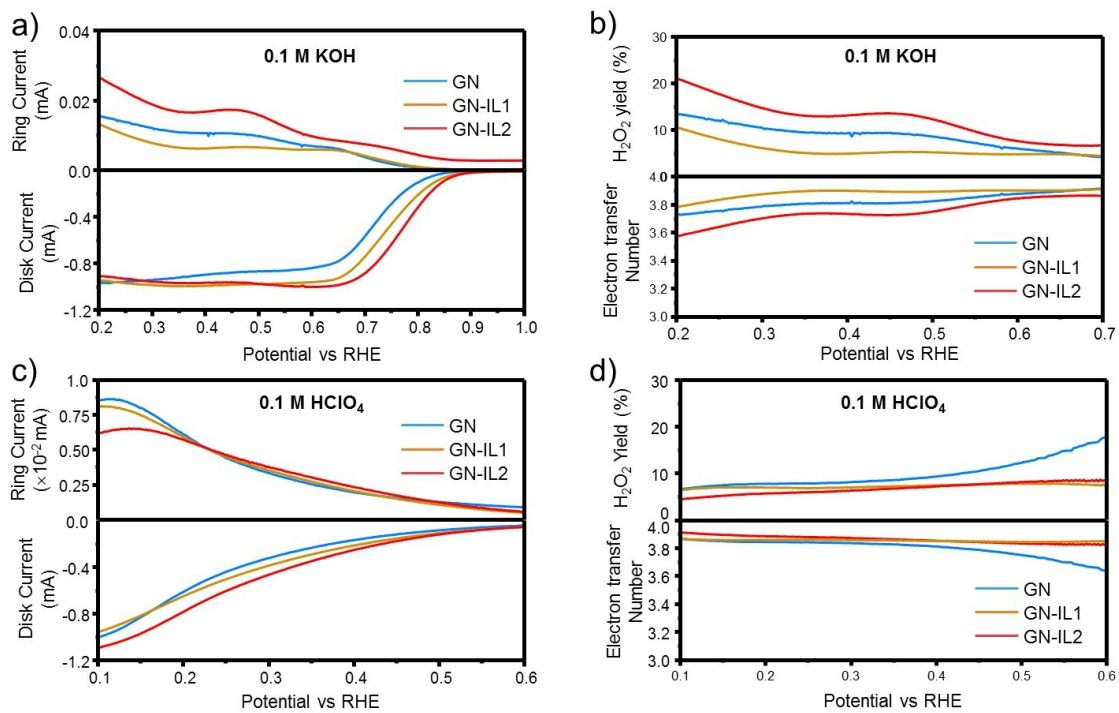 a)
0.04
0.02
0.0
Ring Current
(mA)
0.1 M KOH
GN
GN-IL1
GN-IL2
-0.4
-0.8
-1.2
Disk Current
(mA)
0.2 0.3 0.4 0.5 0.6 0.7 0.8 0.9 1.0
Potential vs RHE
b)
30
20
10
H₂O₂ yield (%)
0.1 M KOH
3.8
3.6
3.4
3.2
3.0
Electron transfer
Number
GN
GN-IL1
GN-IL2
0.2 0.3 0.4 0.5 0.6 0.7
Potential vs RHE
c)
1.0
0.75
0.50
0.25
0.0
Ring Current
(×10⁻² mA)
0.1 M HClO₄
GN
GN-IL1
GN-IL2
-0.4
-0.8
-1.2
Disk Current
(mA)
0.1 0.2 0.3 0.4 0.5 0.6
Potential vs RHE
d)
30
20
10
0
H₂O₂ Yield (%)
0.1 M HClO₄
4.0
3.8
3.6
3.4
3.2
3.0
Electron transfer
Number
GN
GN-IL1
GN-IL2
0.1 0.2 0.3 0.4 0.5 0.6
Potential vs RHE